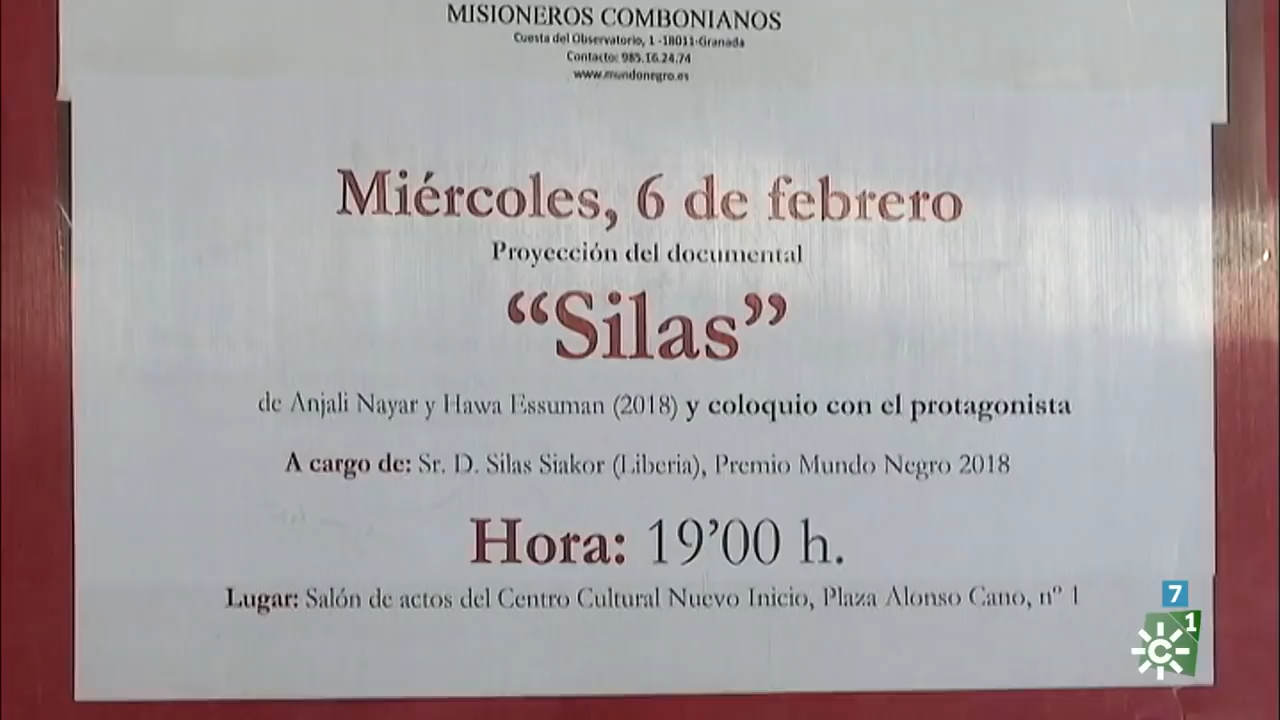 MISIONEROS COMBONIANOS
Cuesta del Observatorio, 1 -18011-Granada
Contacto: 985.16.24.74
www.mundonegro.es
Miércoles, 6 de febrero
Proyección del documental
“Silas”
de Anjali Nayar y Hawa Essuman (2018) y coloquio con el protagonista
A cargo de: Sr. D. Silas Siakor (Liberia), Premio Mundo Negro 2018
Hora: 19’00 h.
Lugar: Salón de actos del Centro Cultural Nuevo Inicio, Plaza Alonso Cano, nº 1
7
1